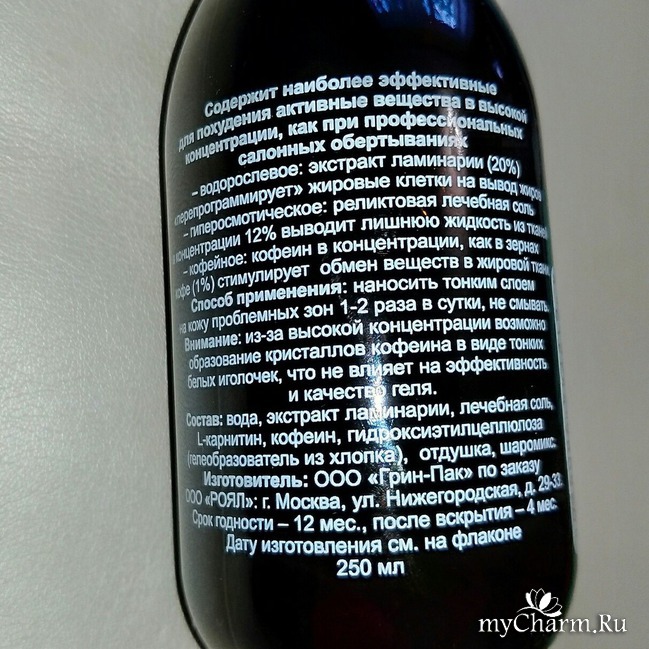 Содержит наиболее эффективные
для похудения активные вещества в высокой
концентрации, как при профессиональных
салонных обертываниях
– водорослевое: экстракт ламинарии (20%)
«перепрограммирует» жировые клетки на вывод жиров
– гиперосмотическое: реликтовая лечебная соль
в концентрации 12% выводит лишнюю жидкость из тканей
– кофейное: кофеин в концентрации, как в зернах
кофе (1%) стимулирует обмен веществ в жировой ткани
Способ применения: наносить тонким слоем
на кожу проблемных зон 1-2 раза в сутки, не смывать.
Внимание: из-за высокой концентрации возможно
образование кристаллов кофеина в виде тонких
белых иголочек, что не влияет на эффективность
и качество геля.
Состав: вода, экстракт ламинарии, лечебная соль,
L-карнитин, кофеин, гидроксиэтилцеллюлоза
(гелеобразователь из хлопка), отдушка, шаромикс.
Изготовитель: ООО «Грин-Пак» по заказу
ООО «РОЯЛ»: г. Москва, ул. Нижегородская, д. 29-33.
Срок годности – 12 мес., после вскрытия – 4 мес.
Дату изготовления см. на флаконе
250 мл
myCharm.Ru